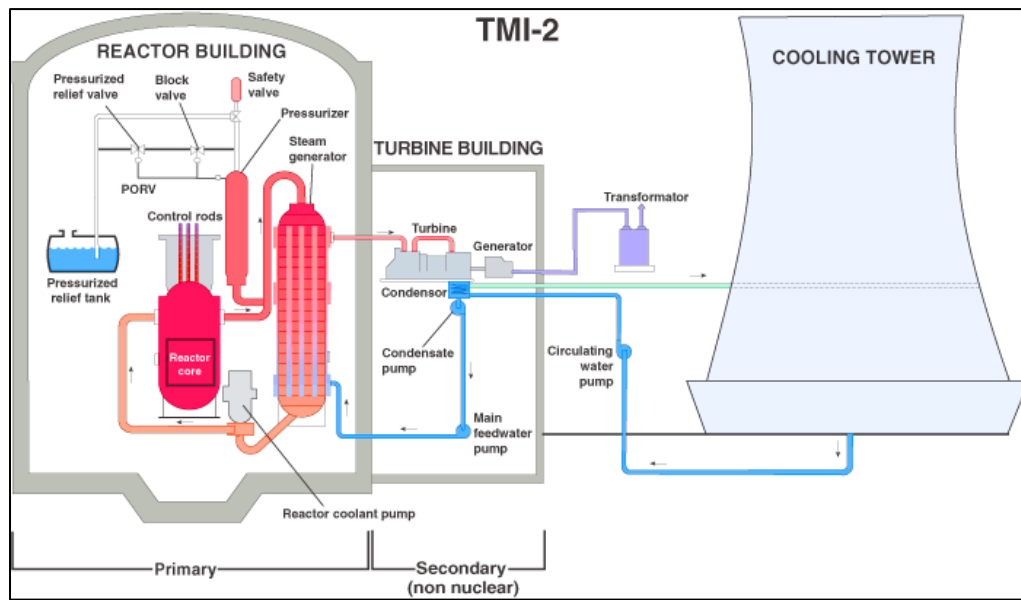 TMI-2
REACTOR BUILDING
COOLING TOWER
Pressurized
relief valve
Block
valve
Safety
valve
Pressurizer
Steam
generator
TURBINE BUILDING
PORV
Control rods
Transformator
Turbine
Generator
Pressurized
relief tank
Condensor
Reactor
core
Condensate
pump
Circulating
water
pump
Main
feedwater
pump
Reactor coolant pump
Primary
Secondary
(non nuclear)